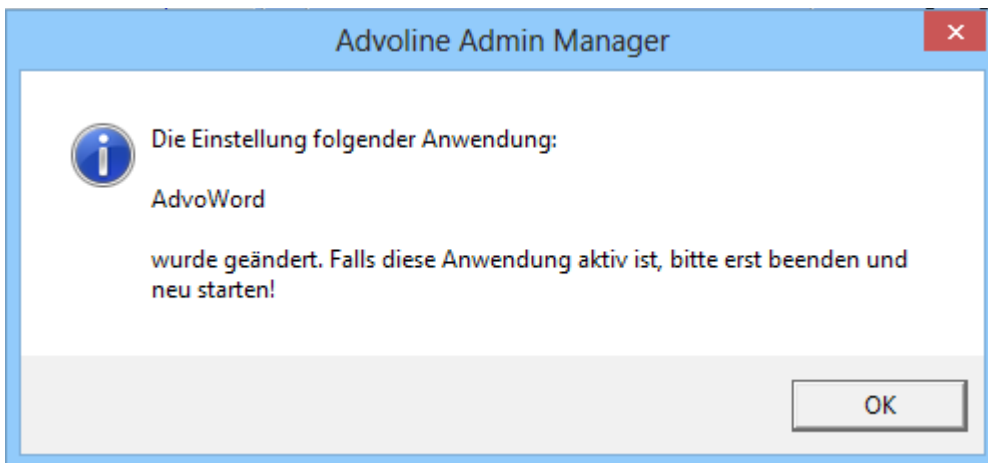 Advoline Admin Manager
Die Einstellung folgender Anwendung:
AdvoWord
wurde geändert. Falls diese Anwendung aktiv ist, bitte erst beenden und
neu starten!
OK